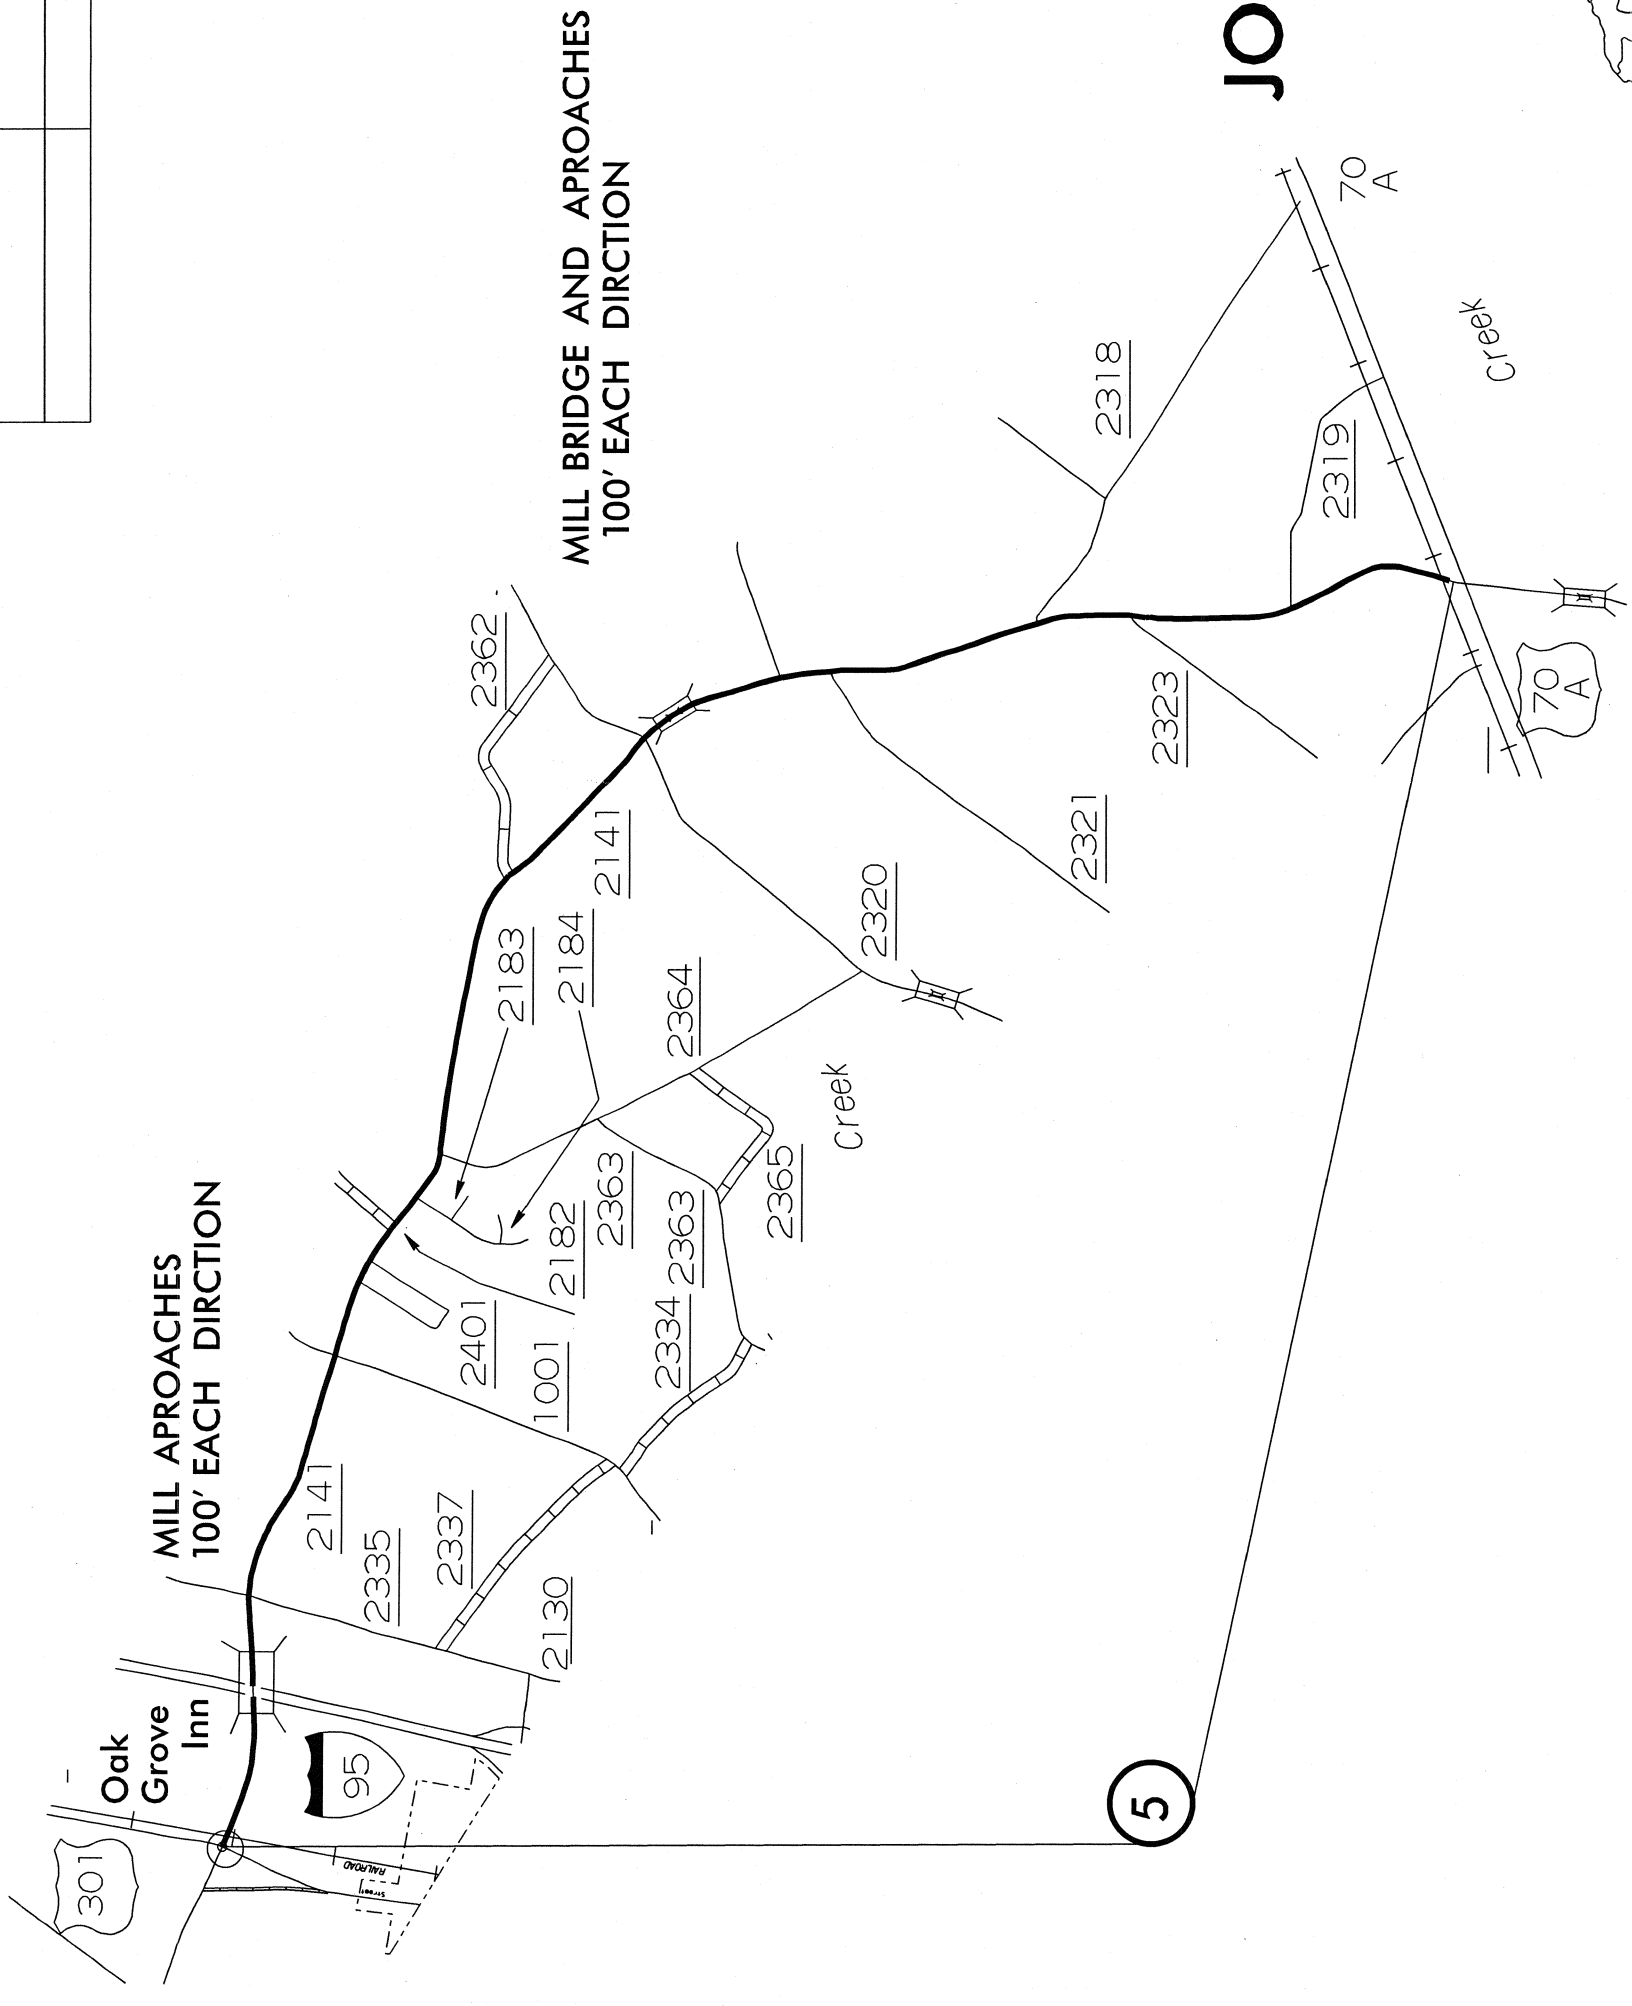 MILL BRIDGE AND APROACHES
100' EACH DIRCTION
JO
MILL APROACHES
100' EACH DIRCTION
Oak
Grove
Inn
301
95
RAILROAD
Street
2141
2335
2337
2130
1001
2401
2182
2334
2363
2363
2365
2364
2183
2184
2141
2362
2320
2321
2323
2318
2319
Creek
Creek
70
A
70
A
5